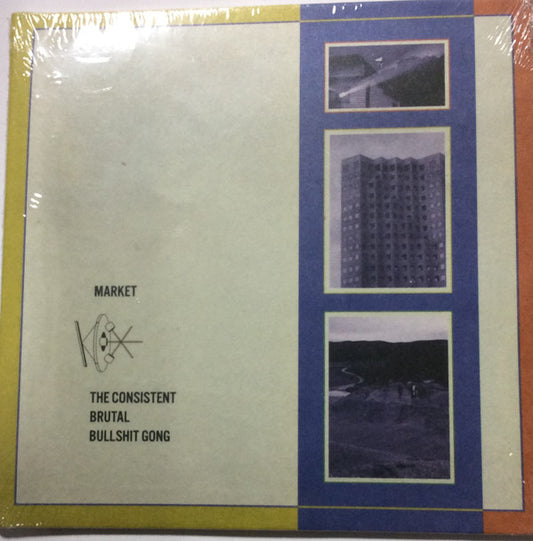 MARKET
THE CONSISTENT
BRUTAL
BULLSHIT GONG